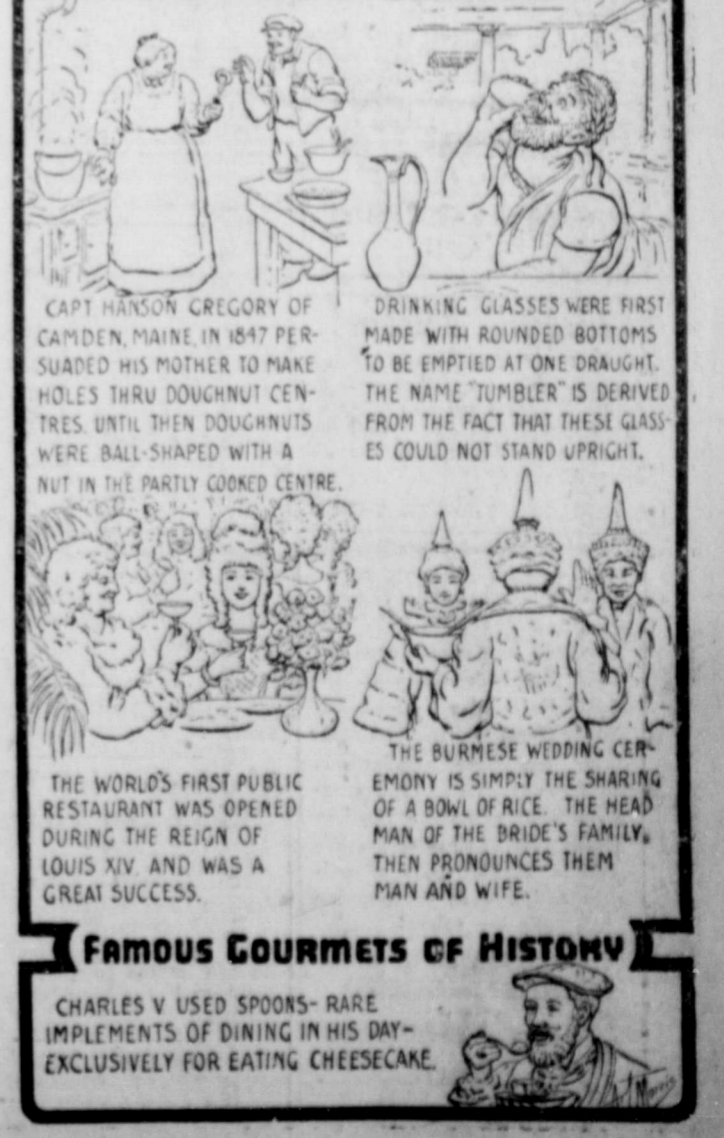 CAPT HANSON GREGORY OF
CAMDEN, MAINE, IN 1847 PER-
SUADED HIS MOTHER TO MAKE
HOLES THRU DOUGHNUT CEN-
TRES. UNTIL THEN DOUGHNUTS
WERE BALL-SHAPED WITH A
NUT IN THE PARTLY COOKED CENTRE.
DRINKING GLASSES WERE FIRST
MADE WITH ROUNDED BOTTOMS
TO BE EMPTIED AT ONE DRAUGHT.
THE NAME "TUMBLER" IS DERIVED
FROM THE FACT THAT THESE GLASS-
ES COULD NOT STAND UPRIGHT.
THE WORLD'S FIRST PUBLIC
RESTAURANT WAS OPENED
DURING THE REIGN OF
LOUIS XIV. AND WAS A
GREAT SUCCESS.
THE BURMESE WEDDING CER-
EMONY IS SIMPLY THE SHARING
OF A BOWL OF RICE. THE HEAD
MAN OF THE BRIDE'S FAMILY,
THEN PRONOUNCES THEM
MAN AND WIFE.
FAMOUS GOURMETS OF HISTORY
CHARLES V USED SPOONS- RARE
IMPLEMENTS OF DINING IN HIS DAY-
EXCLUSIVELY FOR EATING CHEESECAKE.